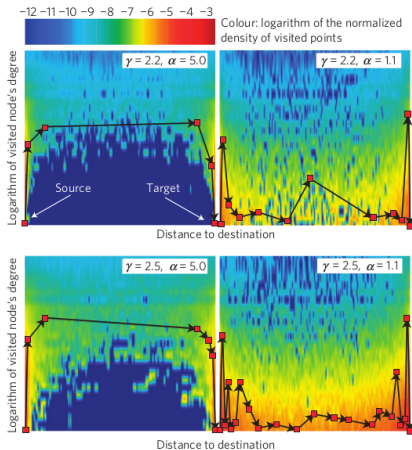 −12 −11 −10 −9 −8 −7 −6 −5 −4 −3
Colour: logarithm of the normalized
density of visited points
γ = 2.2, α = 5.0
γ = 2.2, α = 1.1
Logarithm of visited node's degree
Source
Target
Distance to destination
γ = 2.5, α = 5.0
γ = 2.5, α = 1.1
Logarithm of visited node's degree
Distance to destination